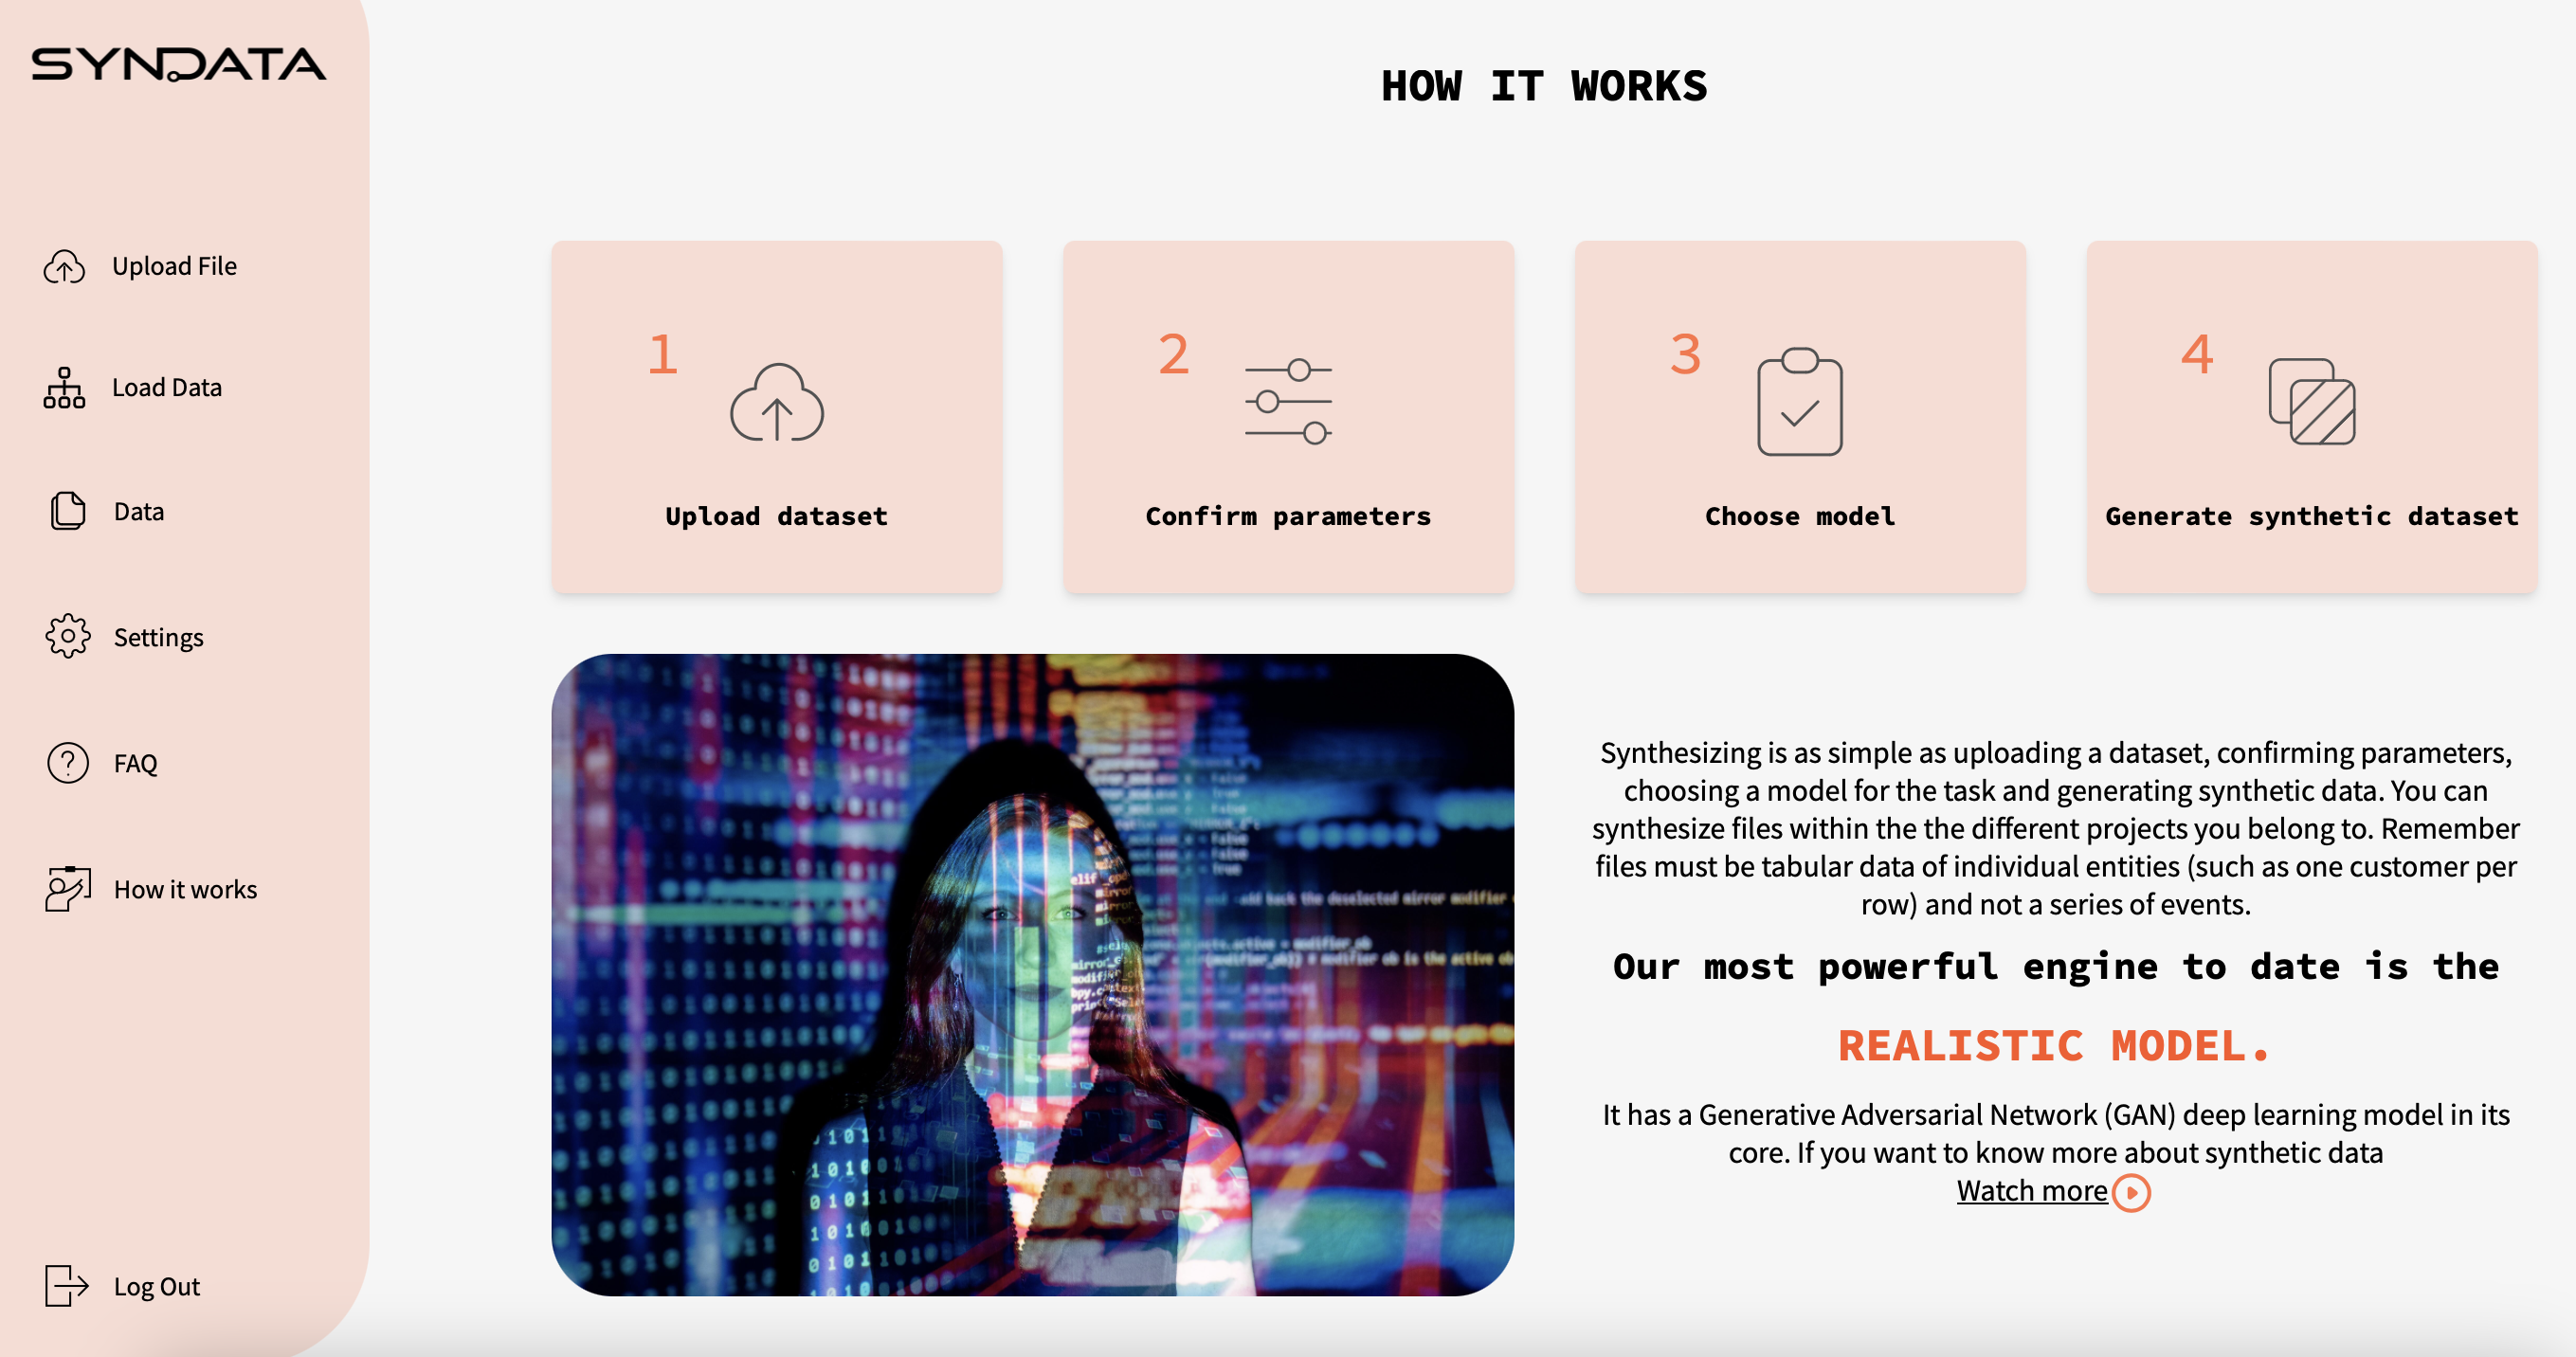 SYNDATA
Upload File
Load Data
Data
Settings
FAQ
How it works
Log Out
HOW IT WORKS
1
Upload dataset
2
Confirm parameters
3
Choose model
4
Generate synthetic dataset
Synthesizing is as simple as uploading a dataset, confirming parameters,
choosing a model for the task and generating synthetic data. You can
synthesize files within the the different projects you belong to. Remember
files must be tabular data of individual entities (such as one customer per
row) and not a series of events.
Our most powerful engine to date is the
REALISTIC MODEL.
It has a Generative Adversarial Network (GAN) deep learning model in its
core. If you want to know more about synthetic data
Watch more